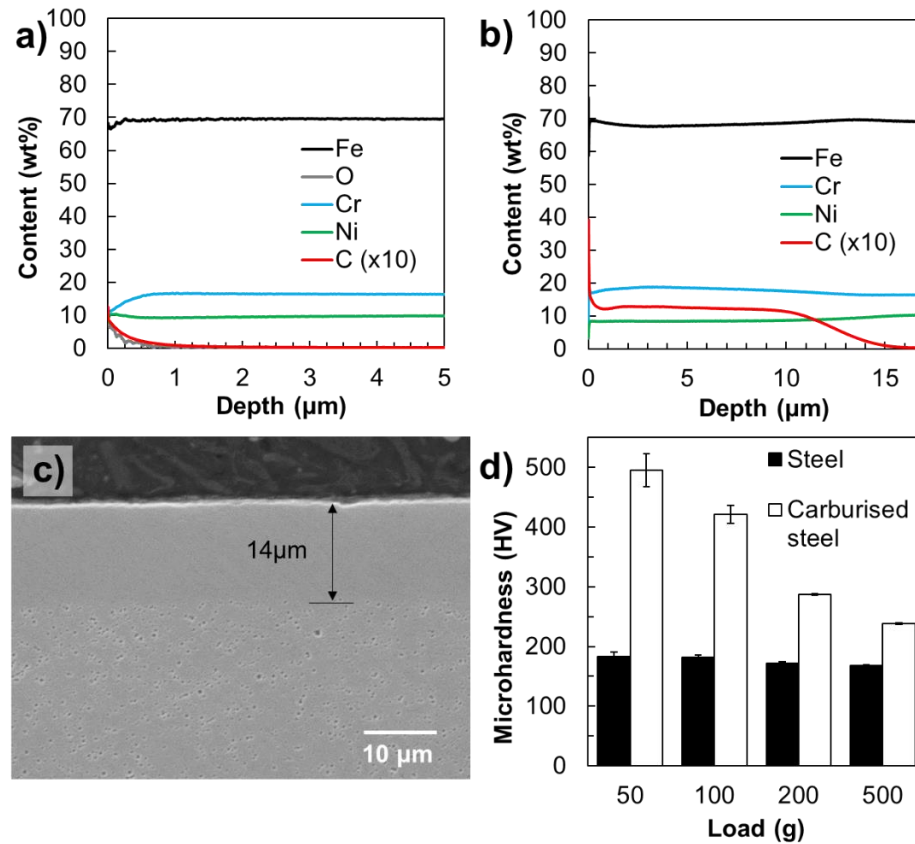 a)
100
90
80
70
60
50
40
30
20
10
0
Content (wt%)
Fe
O
Cr
Ni
C (x10)
0 1 2 3 4 5
Depth (µm)
b)
100
90
80
70
60
50
40
30
20
10
0
Content (wt%)
Fe
Cr
Ni
C (x10)
0 5 10 15
Depth (µm)
c)
14µm
10 µm
d)
500
400
300
200
100
0
Microhardness (HV)
Steel
Carburised
steel
50 100 200 500
Load (g)